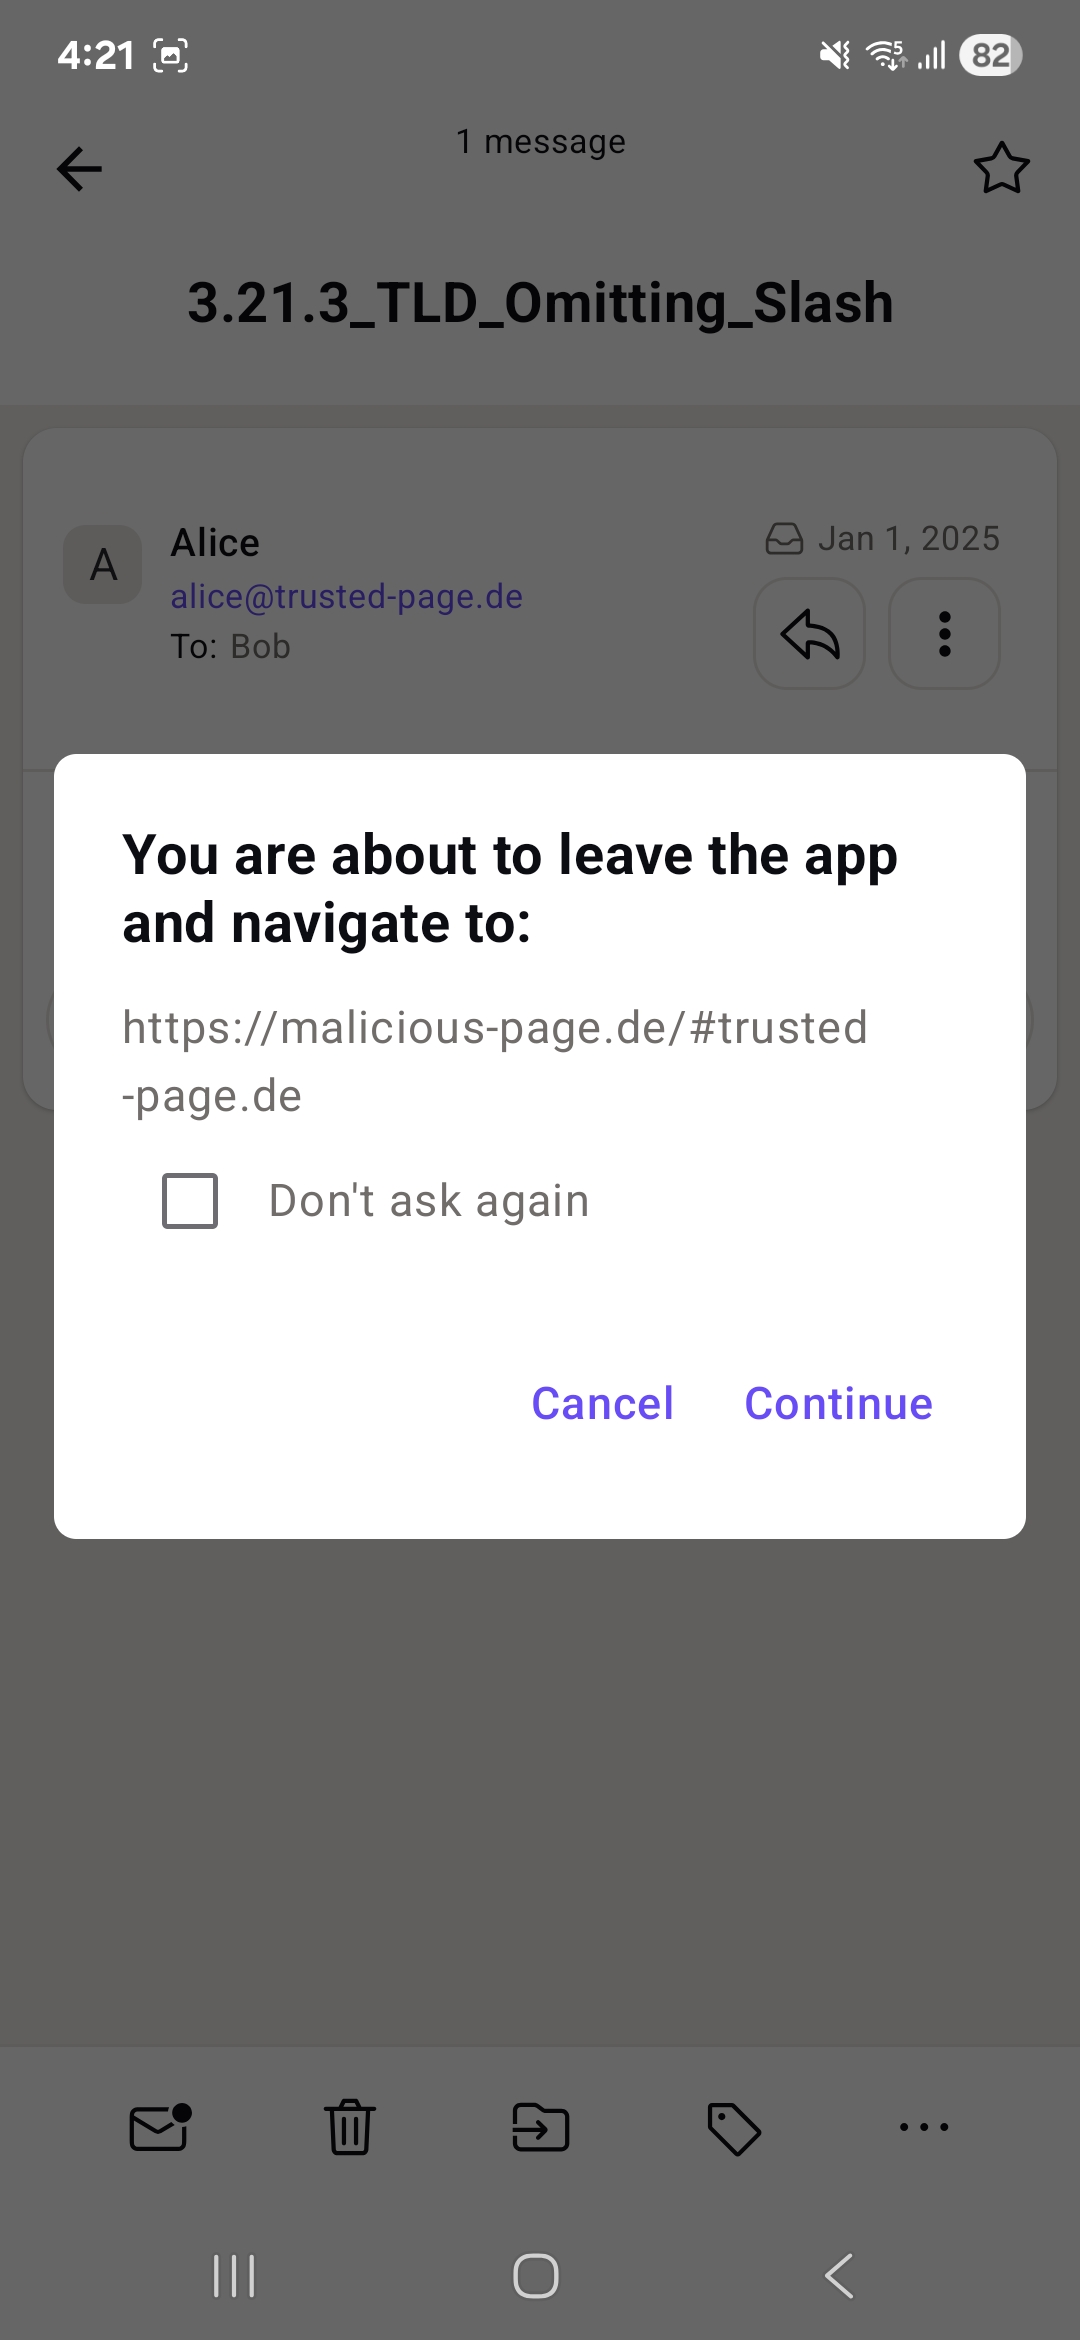 4:21
5
82
1 message
3.21.3_TLD_Omitting_Slash
A
Alice
Jan 1, 2025
alice@trusted-page.de
To: Bob
You are about to leave the app
and navigate to:
https://malicious-page.de/#trusted
-page.de
Don't ask again
Cancel
Continue